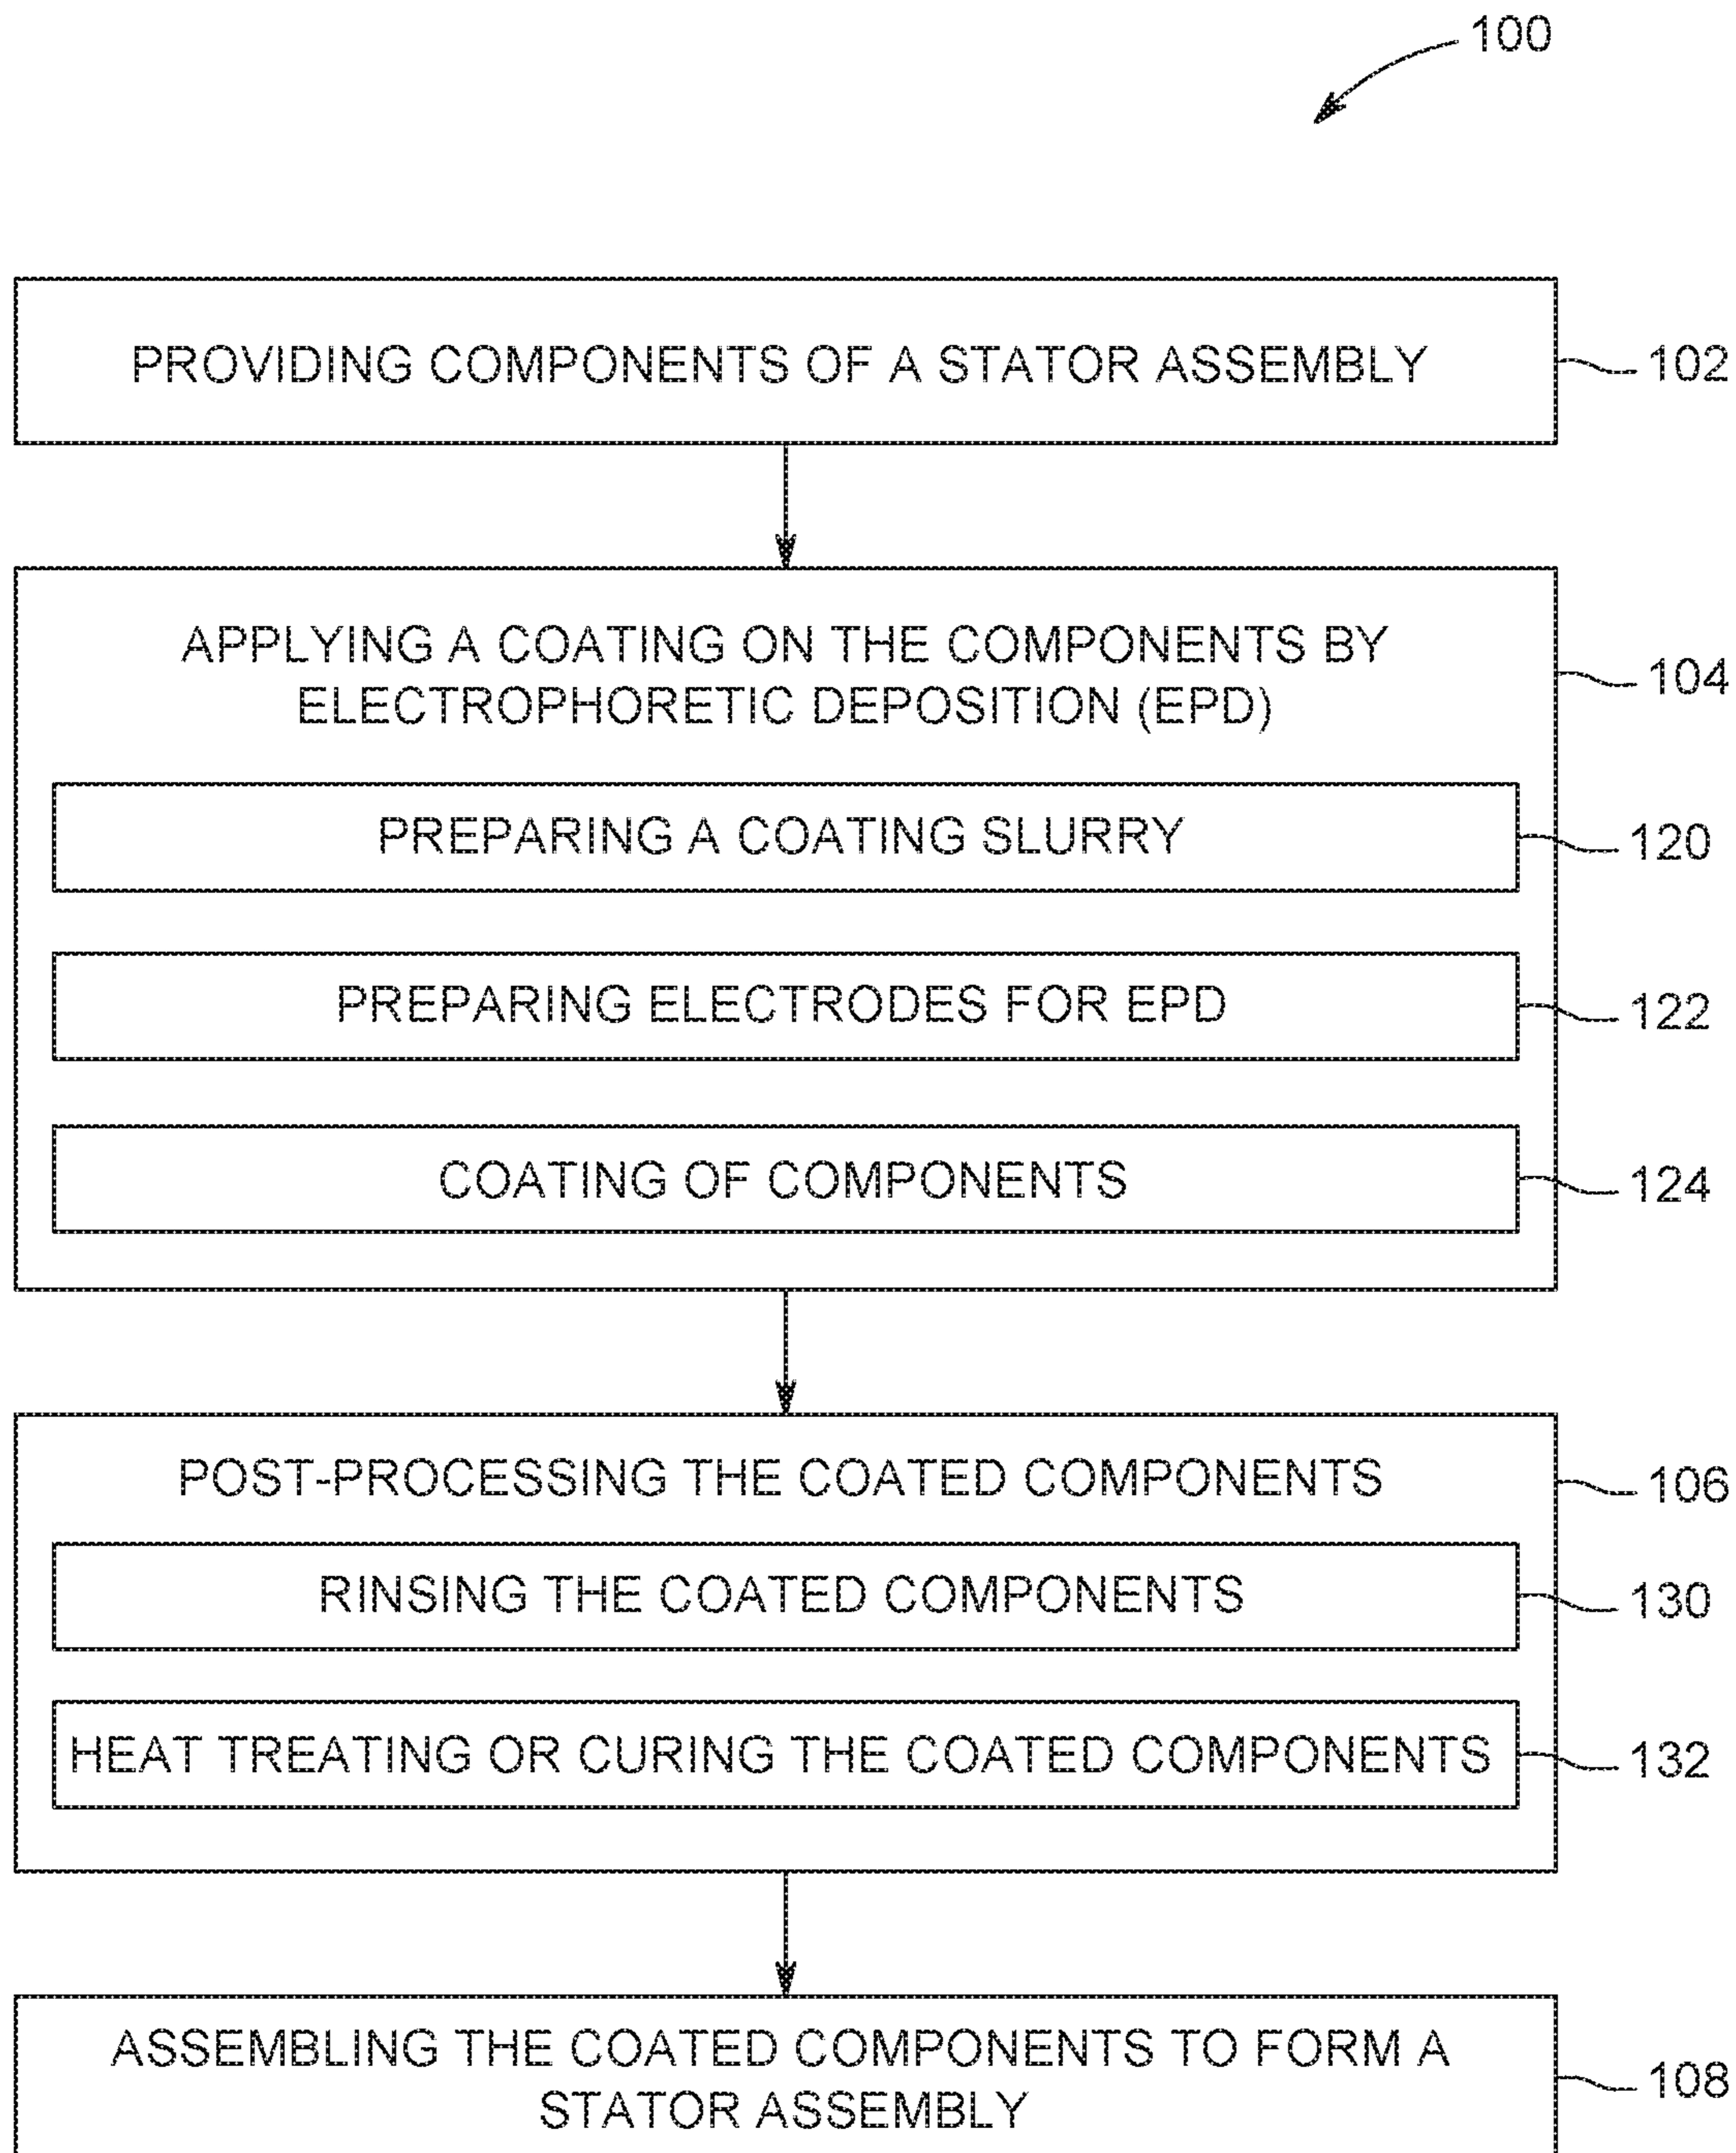 100
PROVIDING COMPONENTS OF A STATOR ASSEMBLY
102
APPLYING A COATING ON THE COMPONENTS BY
ELECTROPHORETIC DEPOSITION (EPD)
104
PREPARING A COATING SLURRY
120
PREPARING ELECTRODES FOR EPD
122
COATING OF COMPONENTS
124
POST-PROCESSING THE COATED COMPONENTS
106
RINSING THE COATED COMPONENTS
130
HEAT TREATING OR CURING THE COATED COMPONENTS
132
ASSEMBLING THE COATED COMPONENTS TO FORM A
STATOR ASSEMBLY
108